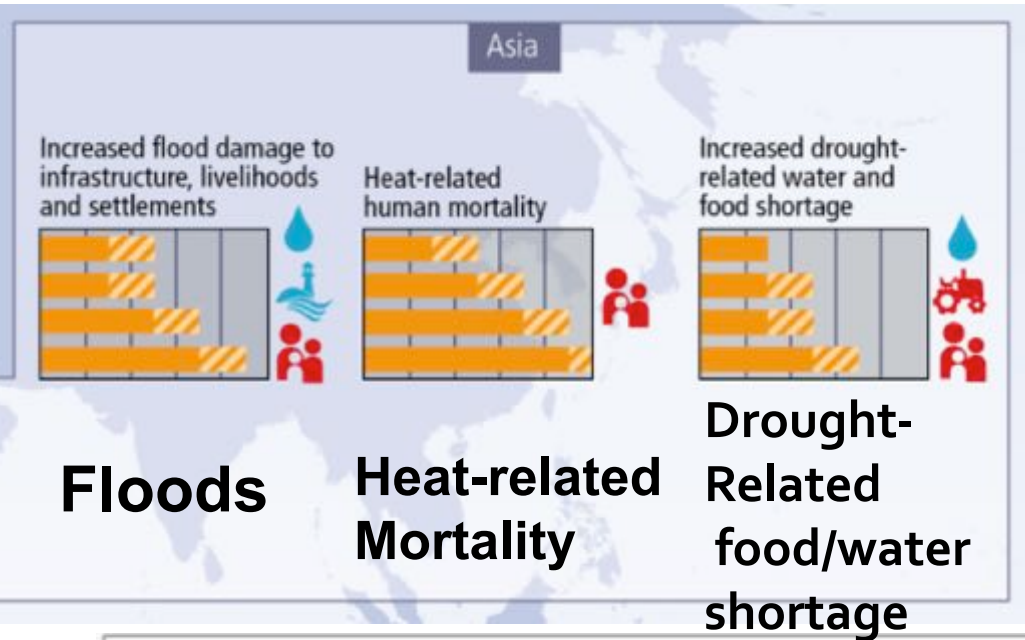 Asia
Increased flood damage to
infrastructure, livelihoods
and settlements
Heat-related
human mortality
Increased drought-
related water and
food shortage
Floods
Heat-related
Mortality
Drought-
Related
food/water
shortage